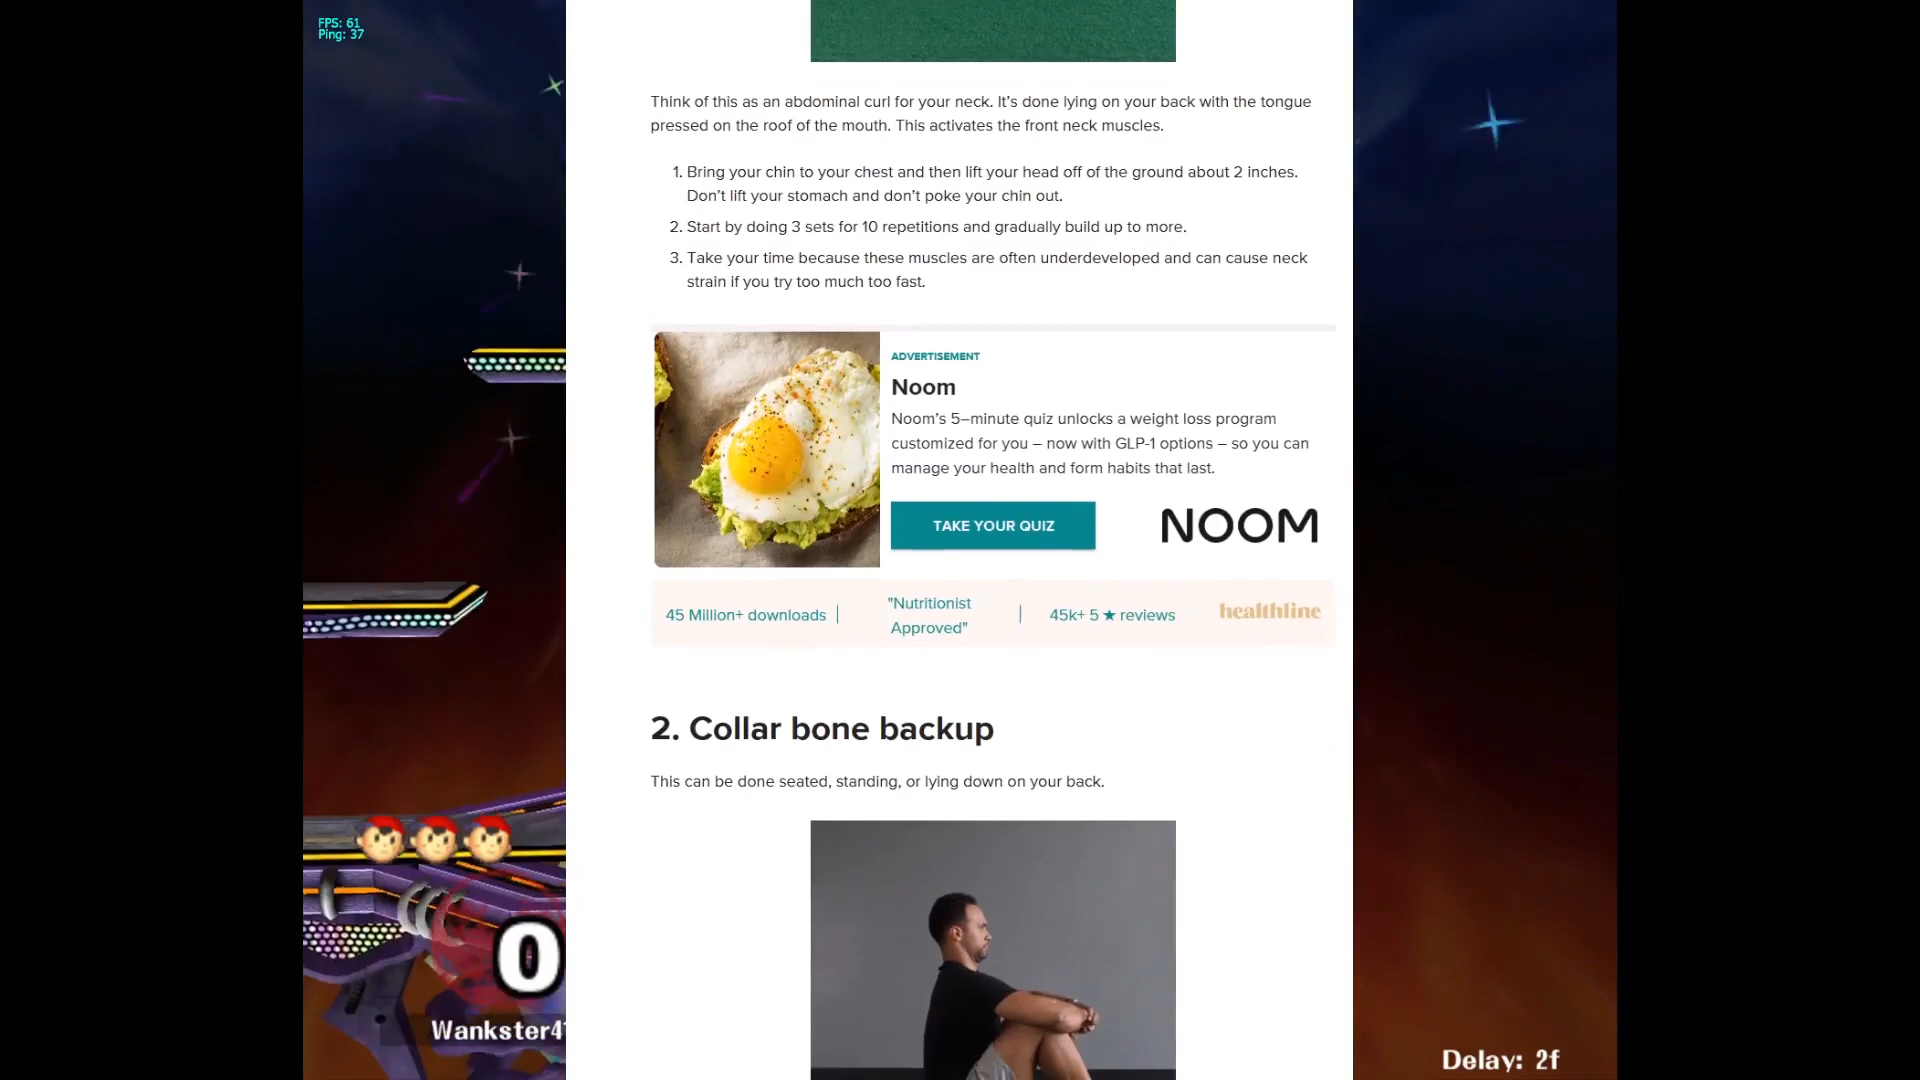 FPS: 61
Ping: 37
Think of this as an abdominal curl for your neck. It’s done lying on your back with the tongue
pressed on the roof of the mouth. This activates the front neck muscles.
1. Bring your chin to your chest and then lift your head off of the ground about 2 inches.
Don’t lift your stomach and don’t poke your chin out.
2. Start by doing 3 sets for 10 repetitions and gradually build up to more.
3. Take your time because these muscles are often underdeveloped and can cause neck
strain if you try too much too fast.
ADVERTISEMENT
Noom
Noom’s 5–minute quiz unlocks a weight loss program
customized for you – now with GLP-1 options – so you can
manage your health and form habits that last.
TAKE YOUR QUIZ
NOOM
45 Million+ downloads
"Nutritionist
Approved"
45k+ 5 ★ reviews
healthline
2. Collar bone backup
This can be done seated, standing, or lying down on your back.
0
Wankster4
Delay: 2f